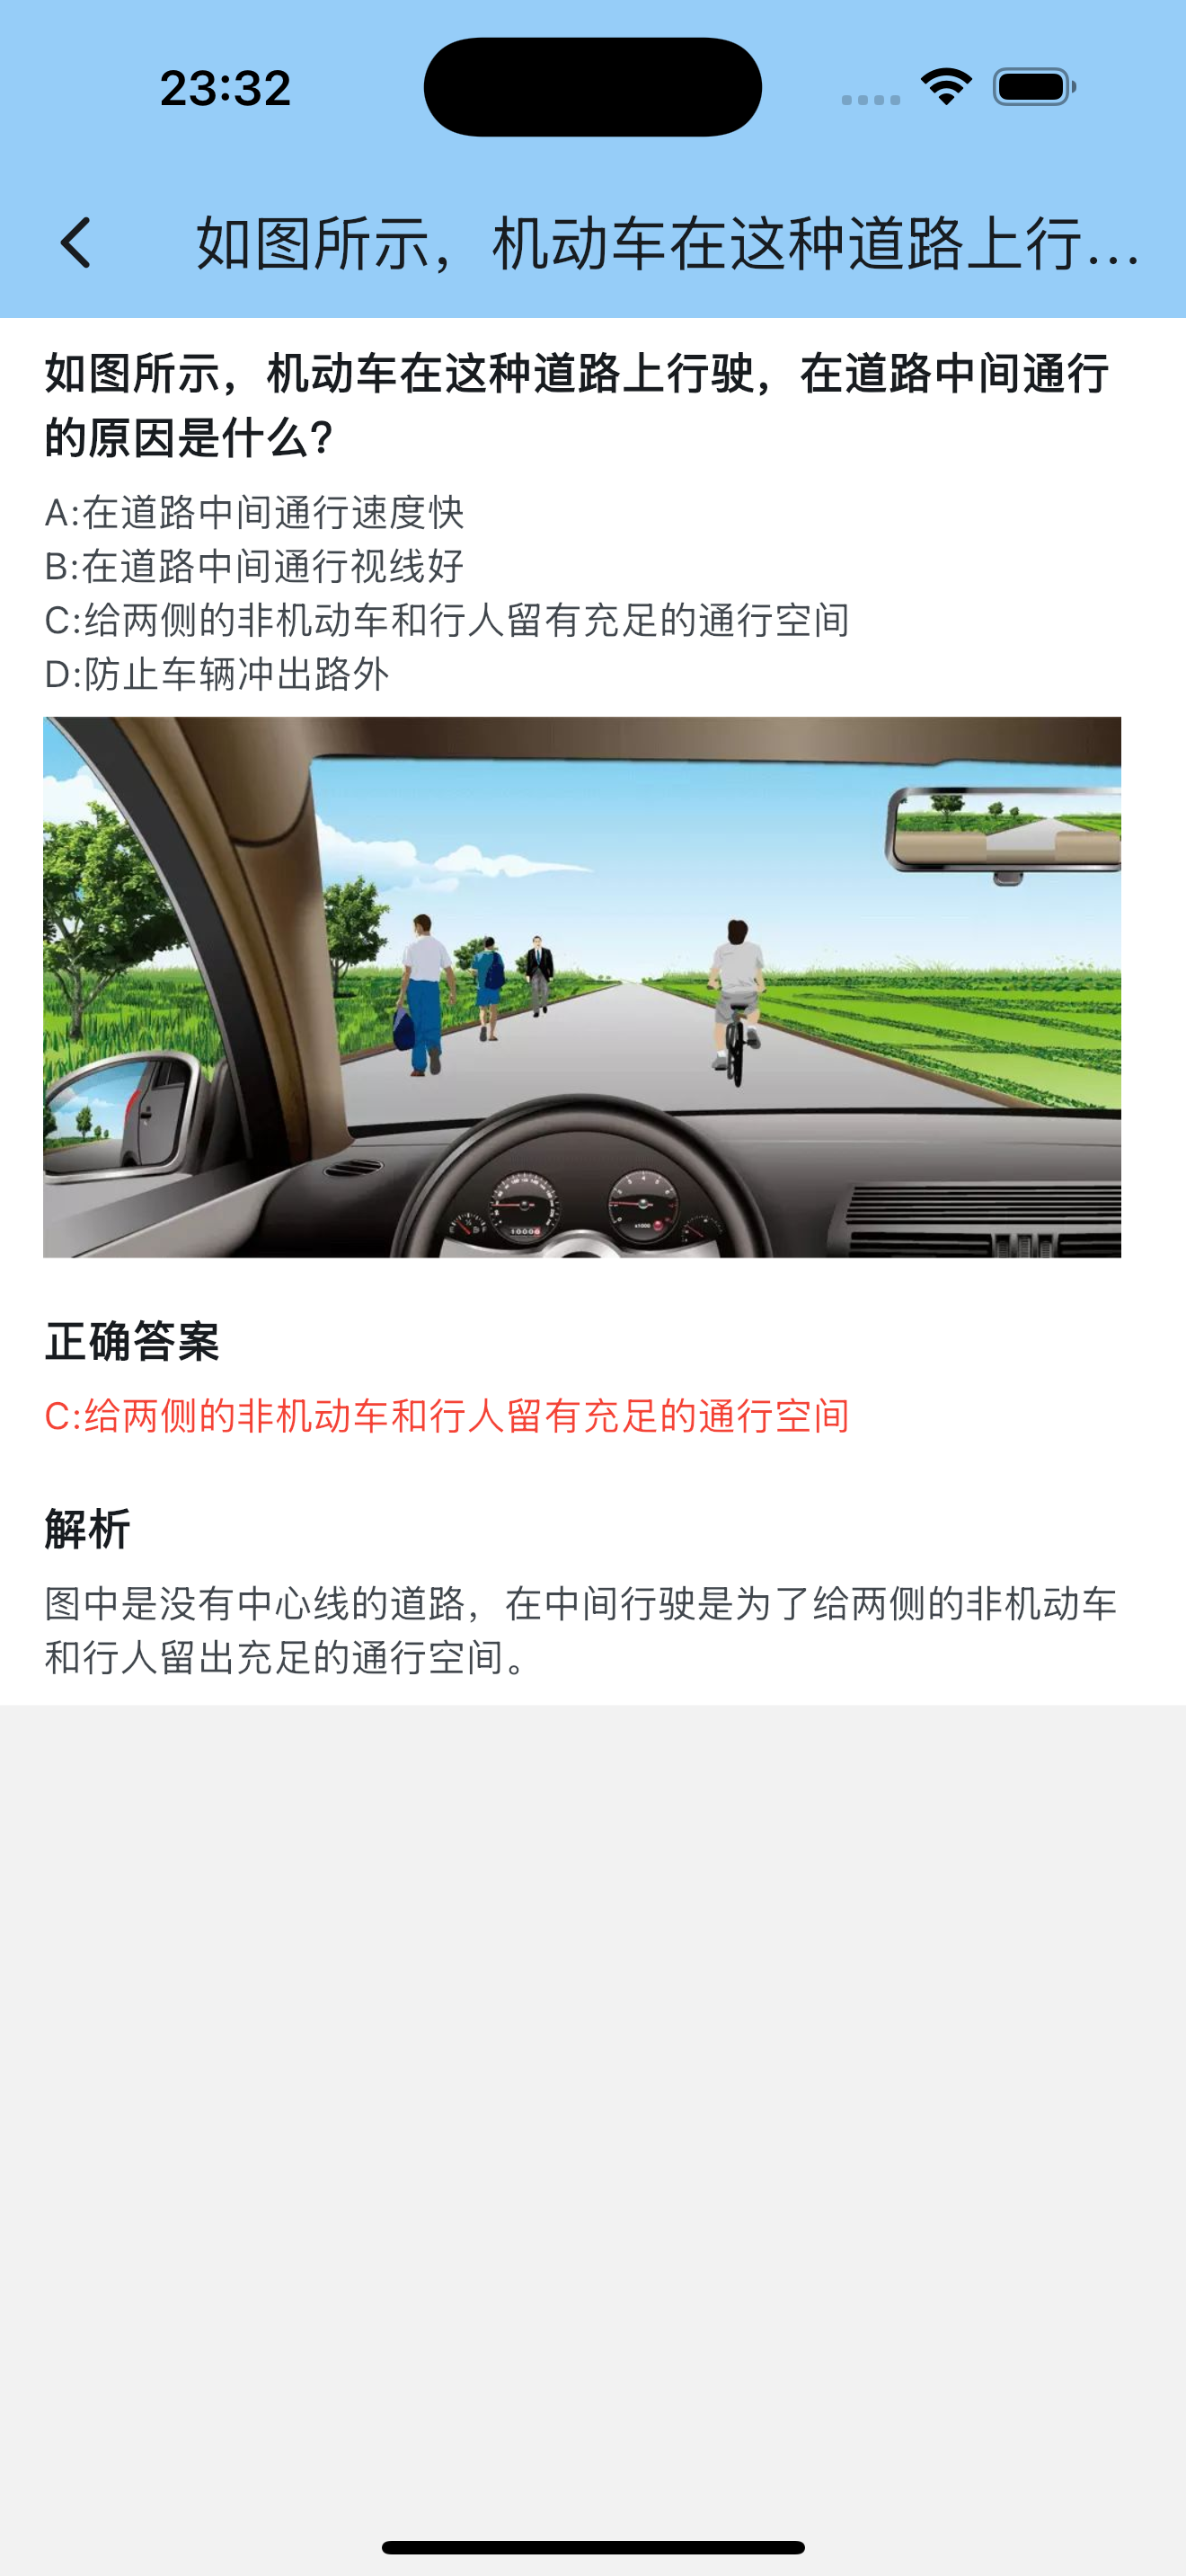 23:32
如图所示，机动车在这种道路上行...
如图所示，机动车在这种道路上行驶，在道路中间通行
的原因是什么?
A:在道路中间通行速度快
B:在道路中间通行视线好
C:给两侧的非机动车和行人留有充足的通行空间
D:防止车辆冲出路外
正确答案
C:给两侧的非机动车和行人留有充足的通行空间
解析
图中是没有中心线的道路，在中间行驶是为了给两侧的非机动车
和行人留出充足的通行空间。